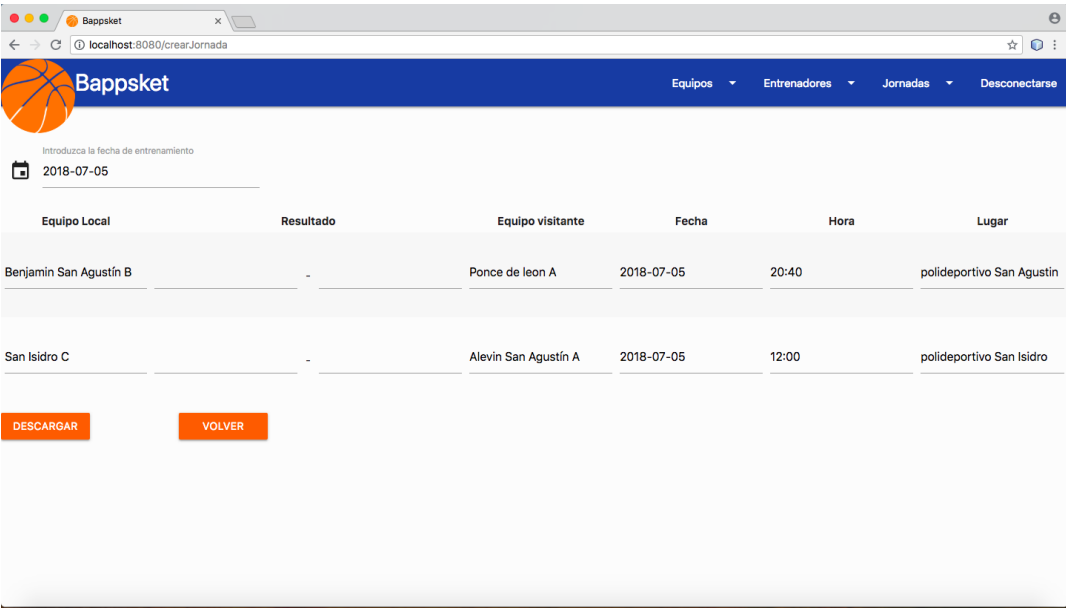 Bappsket
localhost:8080/crearJornada
Bappsket Equipos Entrenadores Jornadas Desconectarse
Introduzca la fecha de entrenamiento
2018-07-05
Equipo Local Resultado Equipo visitante Fecha Hora Lugar
Benjamin San Agustín B - Ponce de leon A 2018-07-05 20:40 polideportivo San Agustin
San Isidro C - Alevin San Agustín A 2018-07-05 12:00 polideportivo San Isidro
DESCARGAR VOLVER